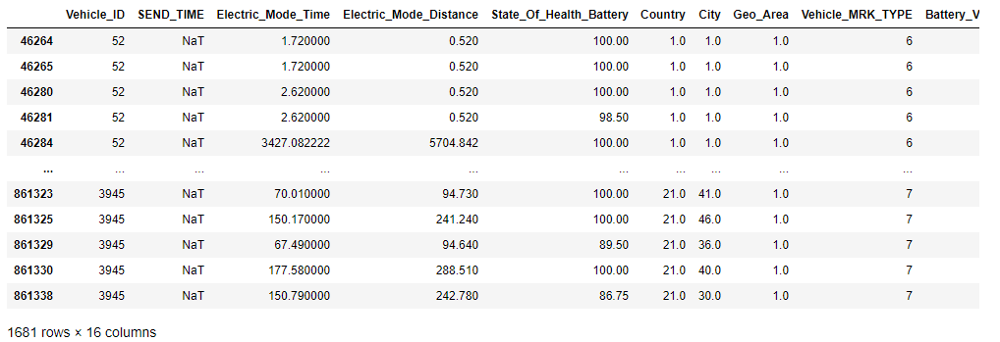 Vehicle_ID SEND_TIME Electric_Mode_Time Electric_Mode_Distance State_Of_Health_Battery Country City Geo_Area Vehicle_MRK_TYPE Battery_V
46264 52 NaT 1.720000 0.520 100.00 1.0 1.0 1.0 6
46265 52 NaT 1.720000 0.520 100.00 1.0 1.0 1.0 6
46280 52 NaT 2.620000 0.520 100.00 1.0 1.0 1.0 6
46281 52 NaT 2.620000 0.520 98.50 1.0 1.0 1.0 6
46284 52 NaT 3427.082222 5704.842 100.00 1.0 1.0 1.0 6
... ... ... ... ... ... ... ... ... ...
861323 3945 NaT 70.010000 94.730 100.00 21.0 41.0 1.0 7
861325 3945 NaT 150.170000 241.240 100.00 21.0 46.0 1.0 7
861329 3945 NaT 67.490000 94.640 89.50 21.0 36.0 1.0 7
861330 3945 NaT 177.580000 288.510 100.00 21.0 40.0 1.0 7
861338 3945 NaT 150.790000 242.780 86.75 21.0 30.0 1.0 7
1681 rows × 16 columns